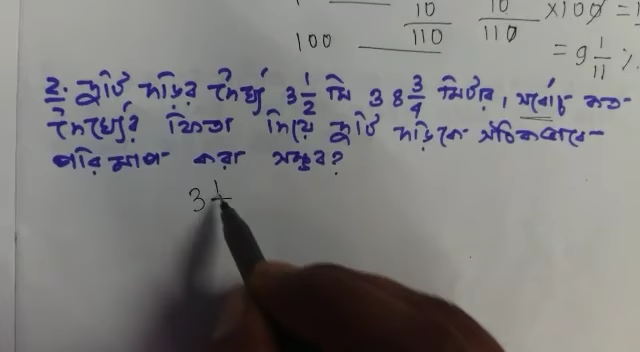 10/110 10/110 ×100 =
100 = 9 1/11 %
2. দুটি দড়ির দৈর্ঘ্য 3 1/2 মি ও 8 3/4 মিটার, সর্বোচ্চ কত
দৈর্ঘ্যের ফিতা দিয়ে দুটি দড়িকে সঠিকভাবে
পরিমাপ করা সম্ভব?
3 1